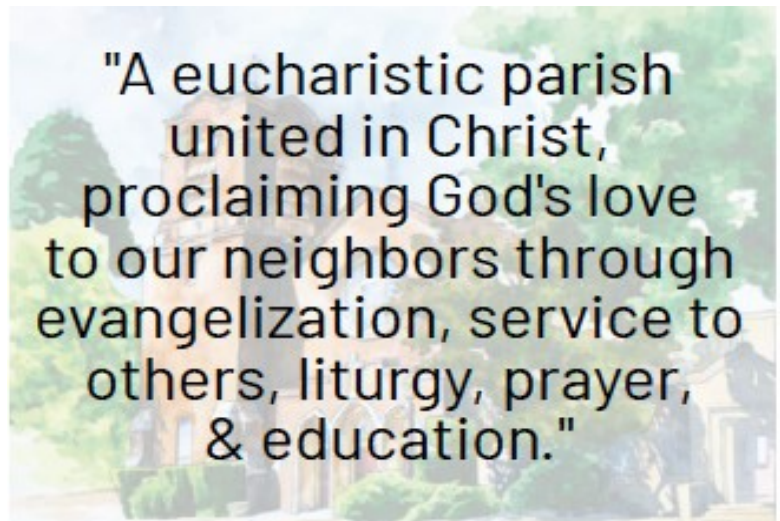 "A eucharistic parish
united in Christ,
proclaiming God's love
to our neighbors through
evangelization, service to
others, liturgy, prayer,
& education."